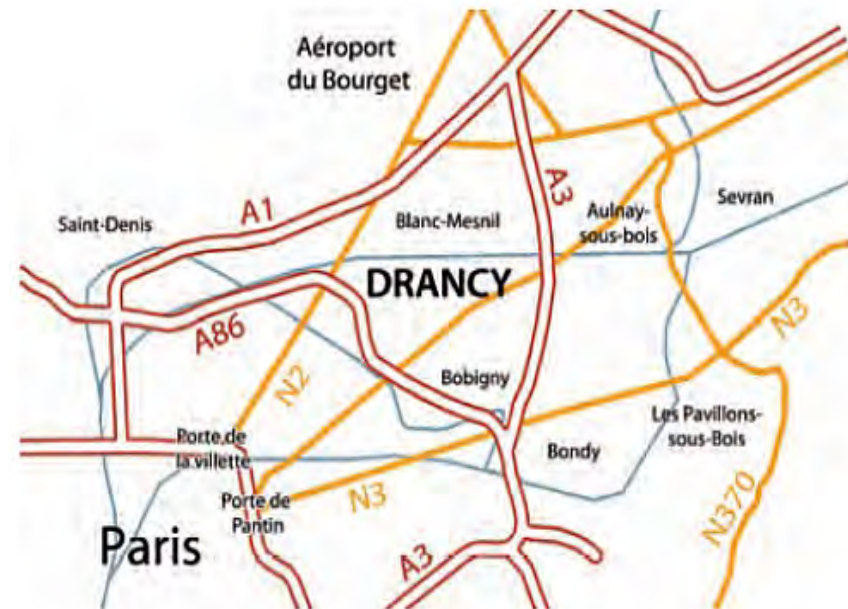 Aéroport
du Bourget
Saint-Denis
A1
Blanc-Mesnil
A3
Aulnay-
sous-bois
Sevran
DRANCY
A86
N2
Bobigny
N3
Porte de
la villette
Les Pavillons-
sous-Bois
Bondy
N3
Porte de
Pantin
N370
Paris
A3